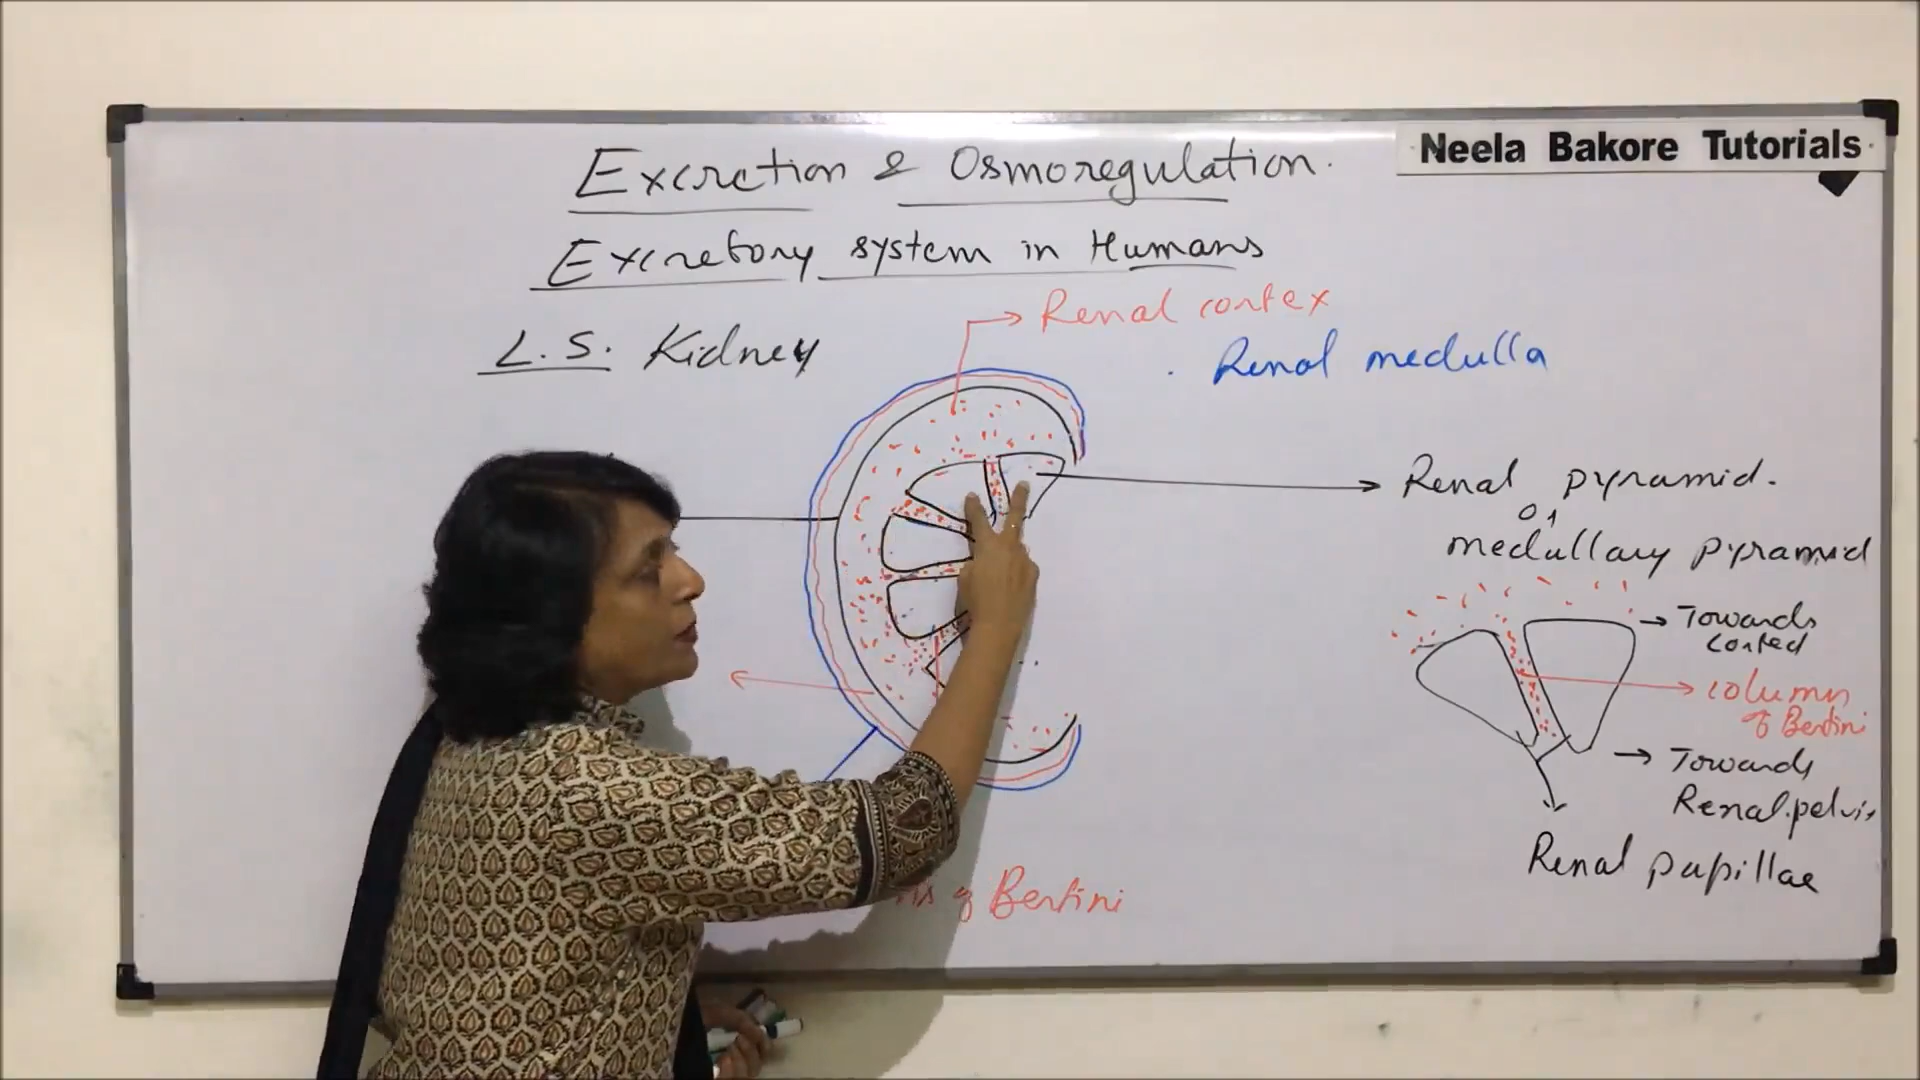 Neela Bakore Tutorials
Excretion & Osmoregulation.
Excretory system in Humans
Renal cortex
L.S. Kidney
Renal medulla
Renal pyramid.
or
medullary pyramid
Towards
Columns
of Bertini
Towards
Renal pelvis
Renal papillae
of Bertini